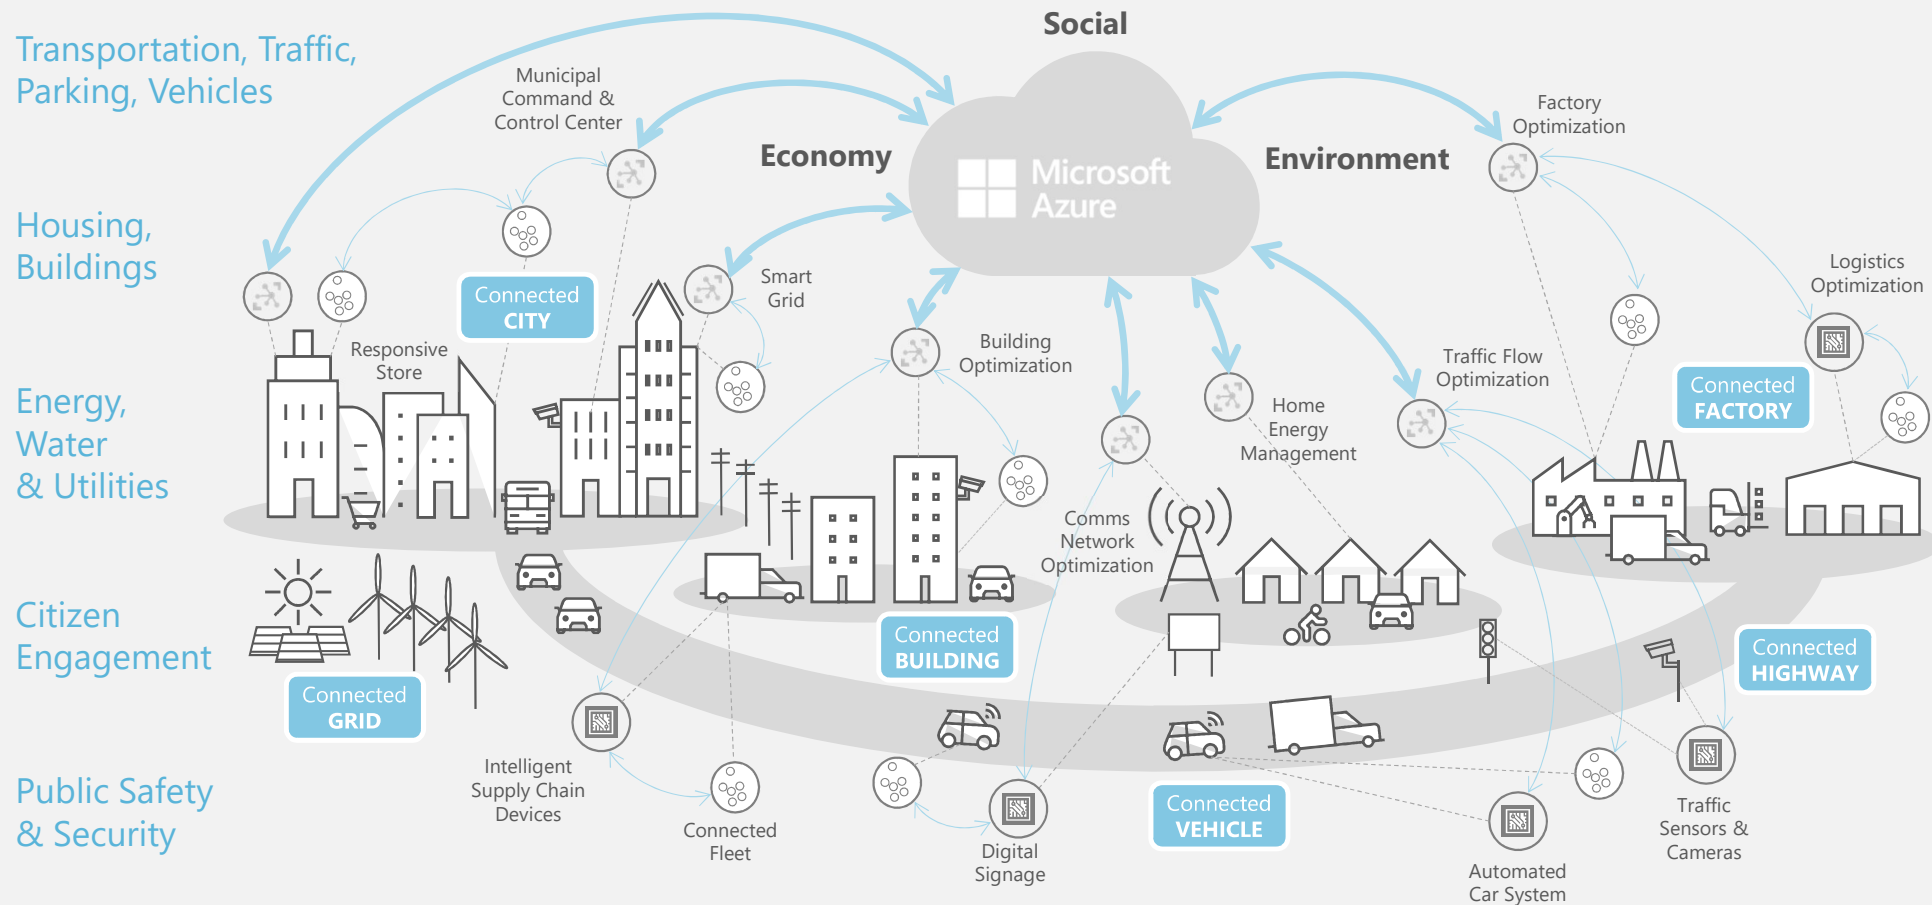 Transportation, Traffic,
Parking, Vehicles
Housing,
Buildings
Energy,
Water
& Utilities
Citizen
Engagement
Public Safety
& Security
Social
Economy
Environment
Microsoft
Azure
Municipal
Command &
Control Center
Connected
CITY
Responsive
Store
Smart
Grid
Building
Optimization
Comms
Network
Optimization
Home
Energy
Management
Traffic Flow
Optimization
Factory
Optimization
Logistics
Optimization
Connected
FACTORY
Connected
GRID
Connected
BUILDING
Connected
HIGHWAY
Connected
VEHICLE
Intelligent
Supply Chain
Devices
Connected
Fleet
Digital
Signage
Automated
Car System
Traffic
Sensors &
Cameras